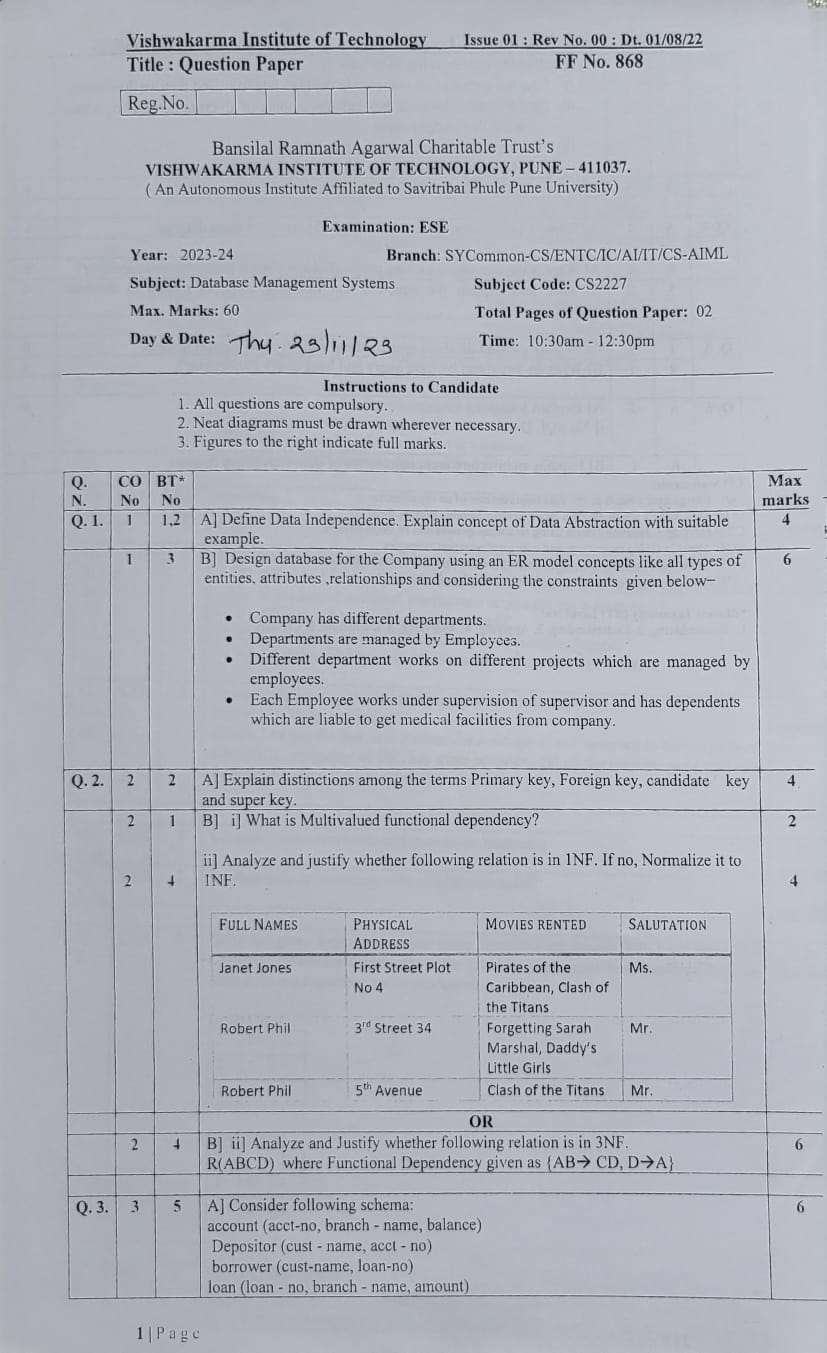 Vishwakarma Institute of Technology Issue 01 : Rev No. 00 : Dt. 01/08/22
Title : Question Paper FF No. 868
Reg.No.
Bansilal Ramnath Agarwal Charitable Trust's
VISHWAKARMA INSTITUTE OF TECHNOLOGY, PUNE – 411037.
( An Autonomous Institute Affiliated to Savitribai Phule Pune University)
Examination: ESE
Year: 2023-24 Branch: SYCommon-CS/ENTC/IC/AI/IT/CS-AIML
Subject: Database Management Systems Subject Code: CS2227
Max. Marks: 60 Total Pages of Question Paper: 02
Day & Date: Thu. 23/11/23 Time: 10:30am - 12:30pm
Instructions to Candidate
1. All questions are compulsory.
2. Neat diagrams must be drawn wherever necessary.
3. Figures to the right indicate full marks.
Q. CO BT* Max
N. No No marks
Q. 1. 1 1,2 A] Define Data Independence. Explain concept of Data Abstraction with suitable 4
example.
1 3 B] Design database for the Company using an ER model concepts like all types of 6
entities, attributes ,relationships and considering the constraints given below–
• Company has different departments.
• Departments are managed by Employees.
• Different department works on different projects which are managed by
employees.
• Each Employee works under supervision of supervisor and has dependents
which are liable to get medical facilities from company.
Q. 2. 2 2 A] Explain distinctions among the terms Primary key, Foreign key, candidate key 4
and super key.
2 1 B] i] What is Multivalued functional dependency? 2
ii] Analyze and justify whether following relation is in 1NF. If no, Normalize it to
2 4 1NF. 4
FULL NAMES PHYSICAL MOVIES RENTED SALUTATION
ADDRESS
Janet Jones First Street Plot Pirates of the Ms.
No 4 Caribbean, Clash of
the Titans
Robert Phil 3rd Street 34 Forgetting Sarah Mr.
Marshal, Daddy's
Little Girls
Robert Phil 5th Avenue Clash of the Titans Mr.
OR
2 4 B] ii] Analyze and Justify whether following relation is in 3NF. 6
R(ABCD) where Functional Dependency given as {AB→ CD, D→A}
Q. 3. 3 5 A] Consider following schema: 6
account (acct-no, branch - name, balance)
Depositor (cust - name, acct - no)
borrower (cust-name, loan-no)
loan (loan - no, branch - name, amount)
1 | P a g e